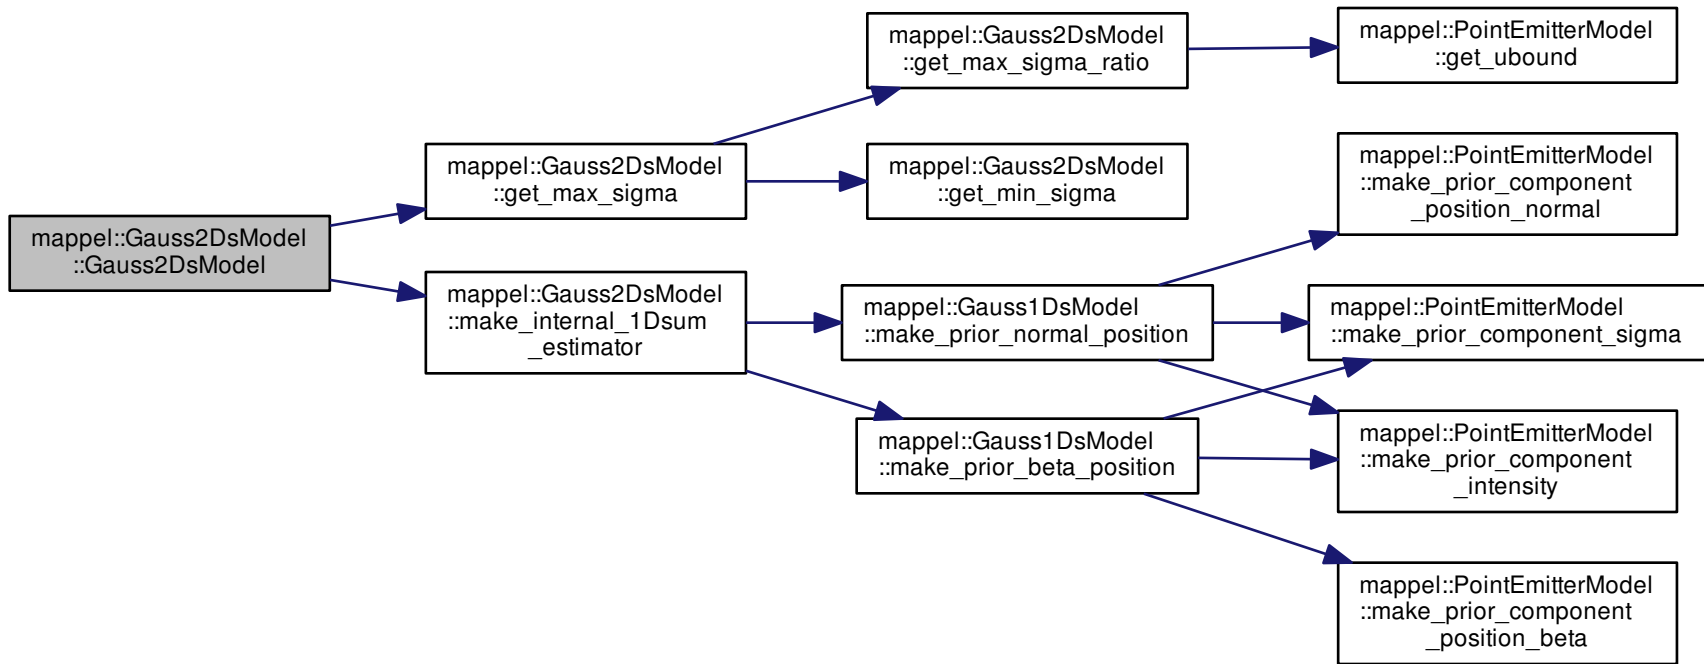 mappel::Gauss2DsModel
::Gauss2DsModel
mappel::Gauss2DsModel
::get_max_sigma
mappel::Gauss2DsModel
::make_internal_1Dsum
_estimator
mappel::Gauss2DsModel
::get_max_sigma_ratio
mappel::Gauss2DsModel
::get_min_sigma
mappel::Gauss1DsModel
::make_prior_normal_position
mappel::Gauss1DsModel
::make_prior_beta_position
mappel::PointEmitterModel
::get_ubound
mappel::PointEmitterModel
::make_prior_component
_position_normal
mappel::PointEmitterModel
::make_prior_component_sigma
mappel::PointEmitterModel
::make_prior_component
_intensity
mappel::PointEmitterModel
::make_prior_component
_position_beta